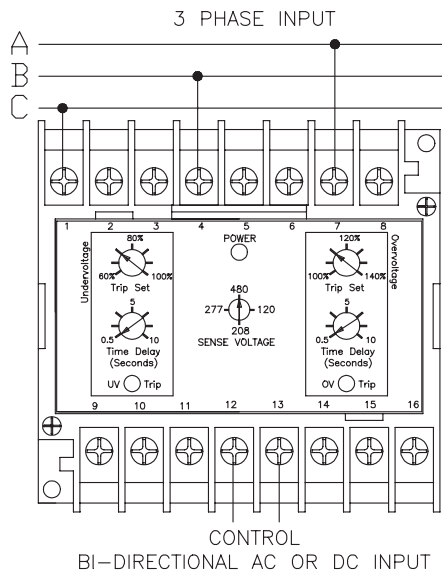 3 PHASE INPUT
A
B
C
1 2 3 4 5 6 7 8
Undervoltage
80%
60% 100%
Trip Set
5
0.5 10
Time Delay
(Seconds)
UV Trip
POWER
480
277 120
208
SENSE VOLTAGE
120%
100% 140%
Trip Set
5
0.5 10
Time Delay
(Seconds)
OV Trip
Overvoltage
9 10 11 12 13 14 15 16
CONTROL
BI-DIRECTIONAL AC OR DC INPUT